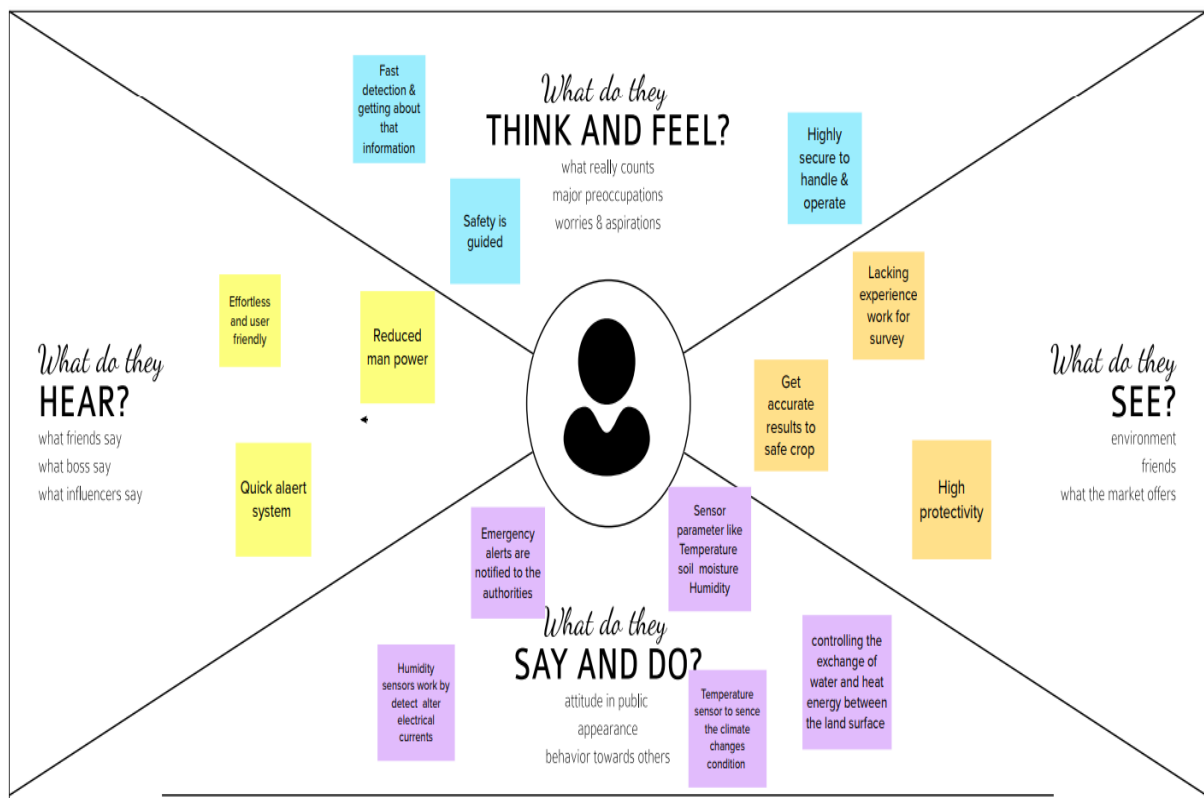 What do they
THINK AND FEEL?
what really counts
major preoccupations
worries & aspirations
Fast
detection &
getting about
that
information
Safety is
guided
Highly
secure to
handle &
operate
What do they
HEAR?
what friends say
what boss say
what influencers say
Effortless
and user
friendly
Reduced
man power
Quick alaert
system
What do they
SEE?
environment
friends
what the market offers
Lacking
experience
work for
survey
Get
accurate
results to
safe crop
High
protectivity
What do they
SAY AND DO?
attitude in public
appearance
behavior towards others
Emergency
alerts are
notified to the
authorities
Sensor
parameter like
Temperature
soil moisture
Humidity
Humidity
sensors work by
detect alter
electrical
currents
Temperature
sensor to sence
the climate
changes
condition
controlling the
exchange of
water and heat
energy between
the land surface